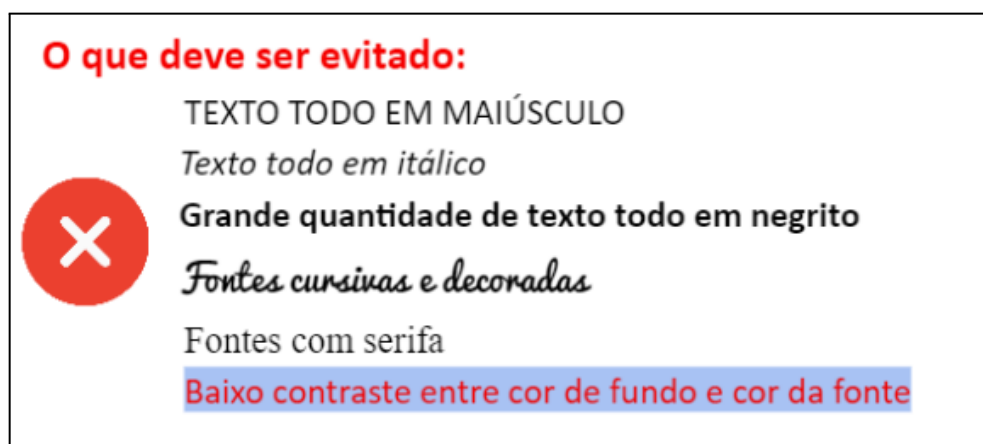 O que deve ser evitado:
TEXTO TODO EM MAIÚSCULO
Texto todo em itálico
Grande quantidade de texto todo em negrito
Fontes cursivas e decoradas
Fontes com serifa
Baixo contraste entre cor de fundo e cor da fonte